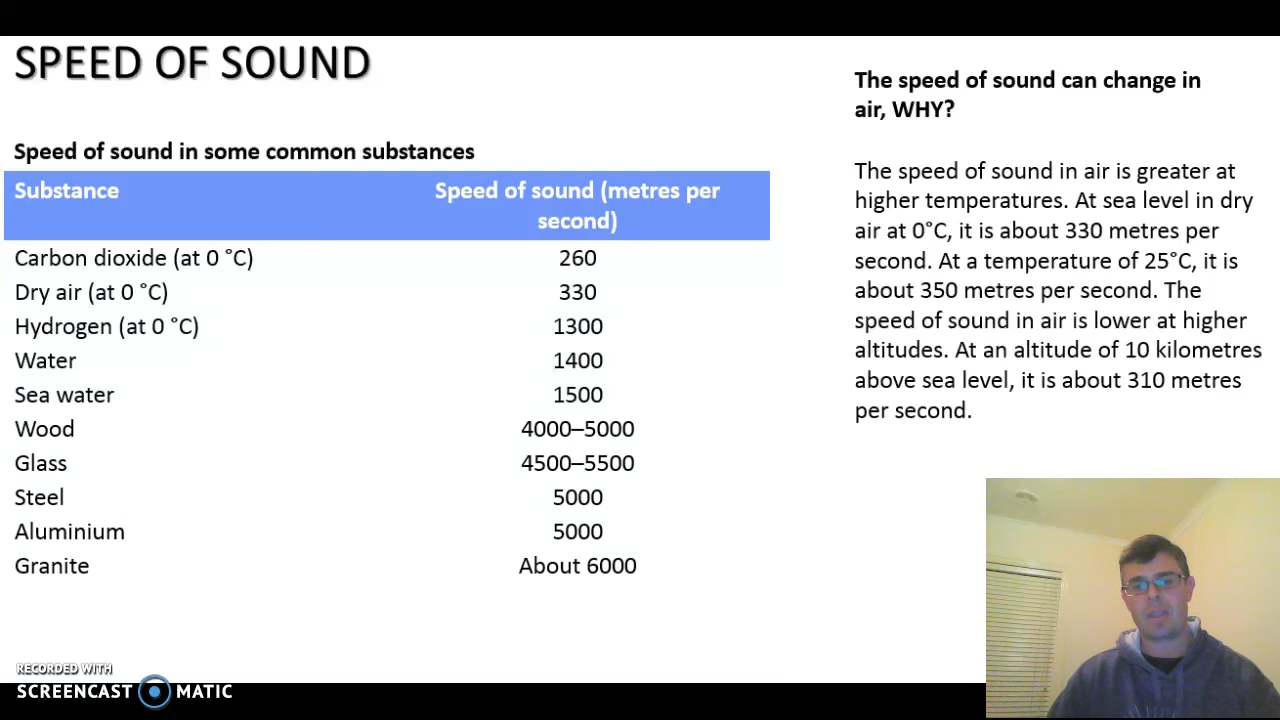 SPEED OF SOUND
Speed of sound in some common substances
Substance Speed of sound (metres per
second)
Carbon dioxide (at 0 °C) 260
Dry air (at 0 °C) 330
Hydrogen (at 0 °C) 1300
Water 1400
Sea water 1500
Wood 4000–5000
Glass 4500–5500
Steel 5000
Aluminium 5000
Granite About 6000
The speed of sound can change in
air, WHY?
The speed of sound in air is greater at
higher temperatures. At sea level in dry
air at 0°C, it is about 330 metres per
second. At a temperature of 25°C, it is
about 350 metres per second. The
speed of sound in air is lower at higher
altitudes. At an altitude of 10 kilometres
above sea level, it is about 310 metres
per second.
RECORDED WITH
SCREENCAST MATIC